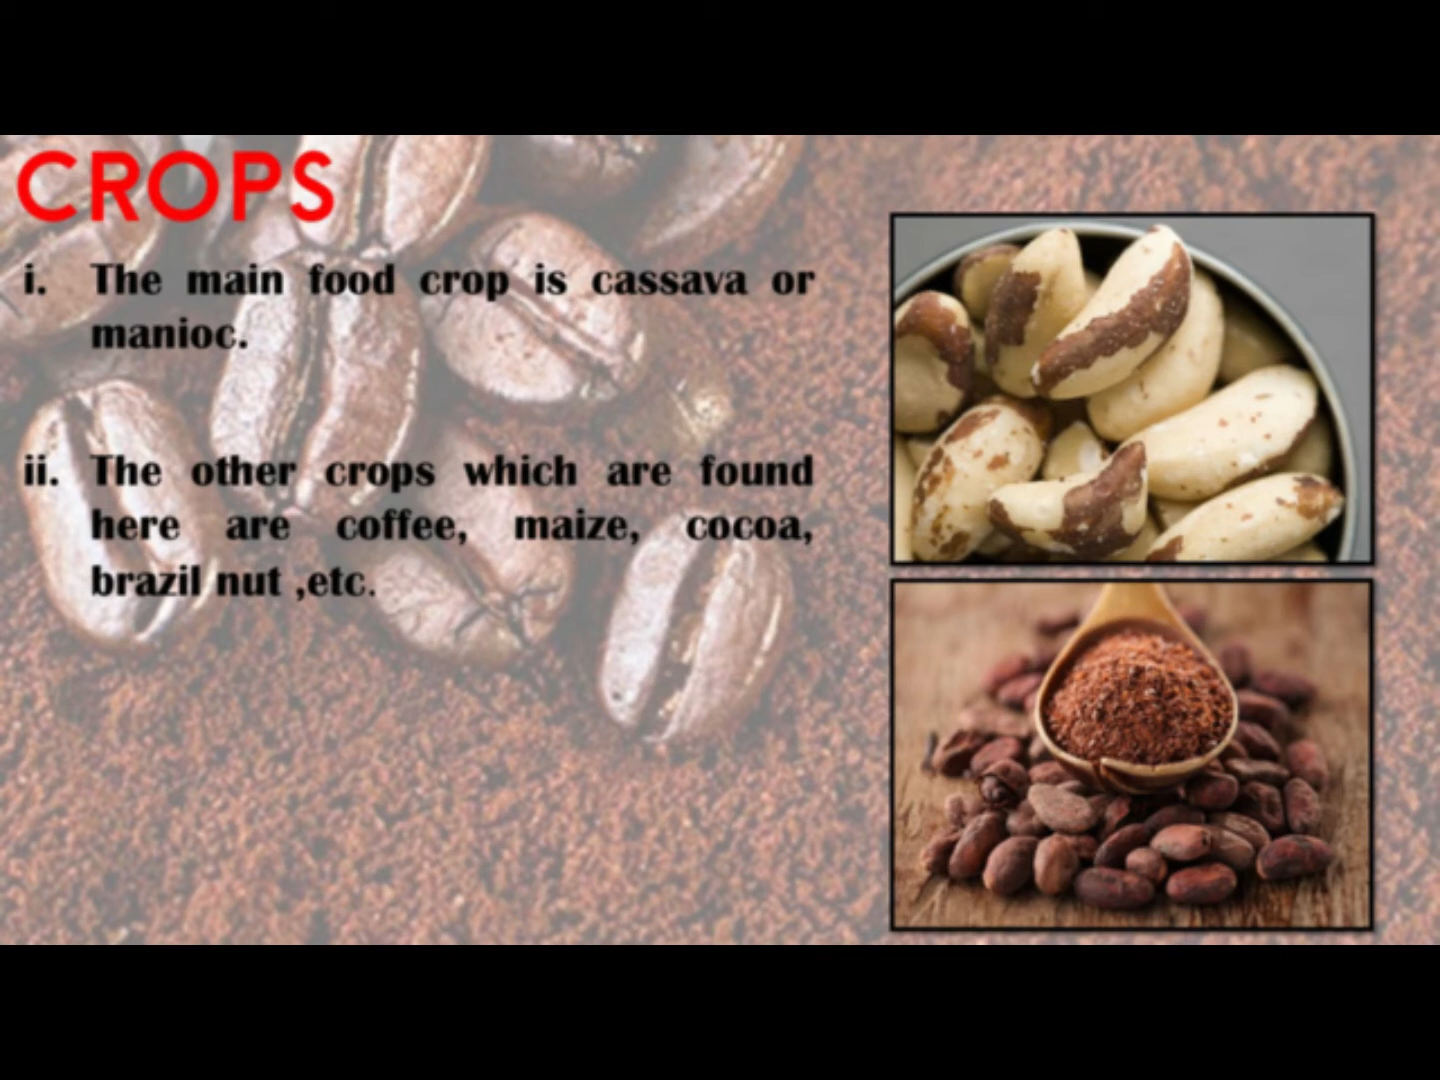 CROPS
i. The main food crop is cassava or
manioc.
ii. The other crops which are found
here are coffee, maize, cocoa,
brazil nut ,etc.